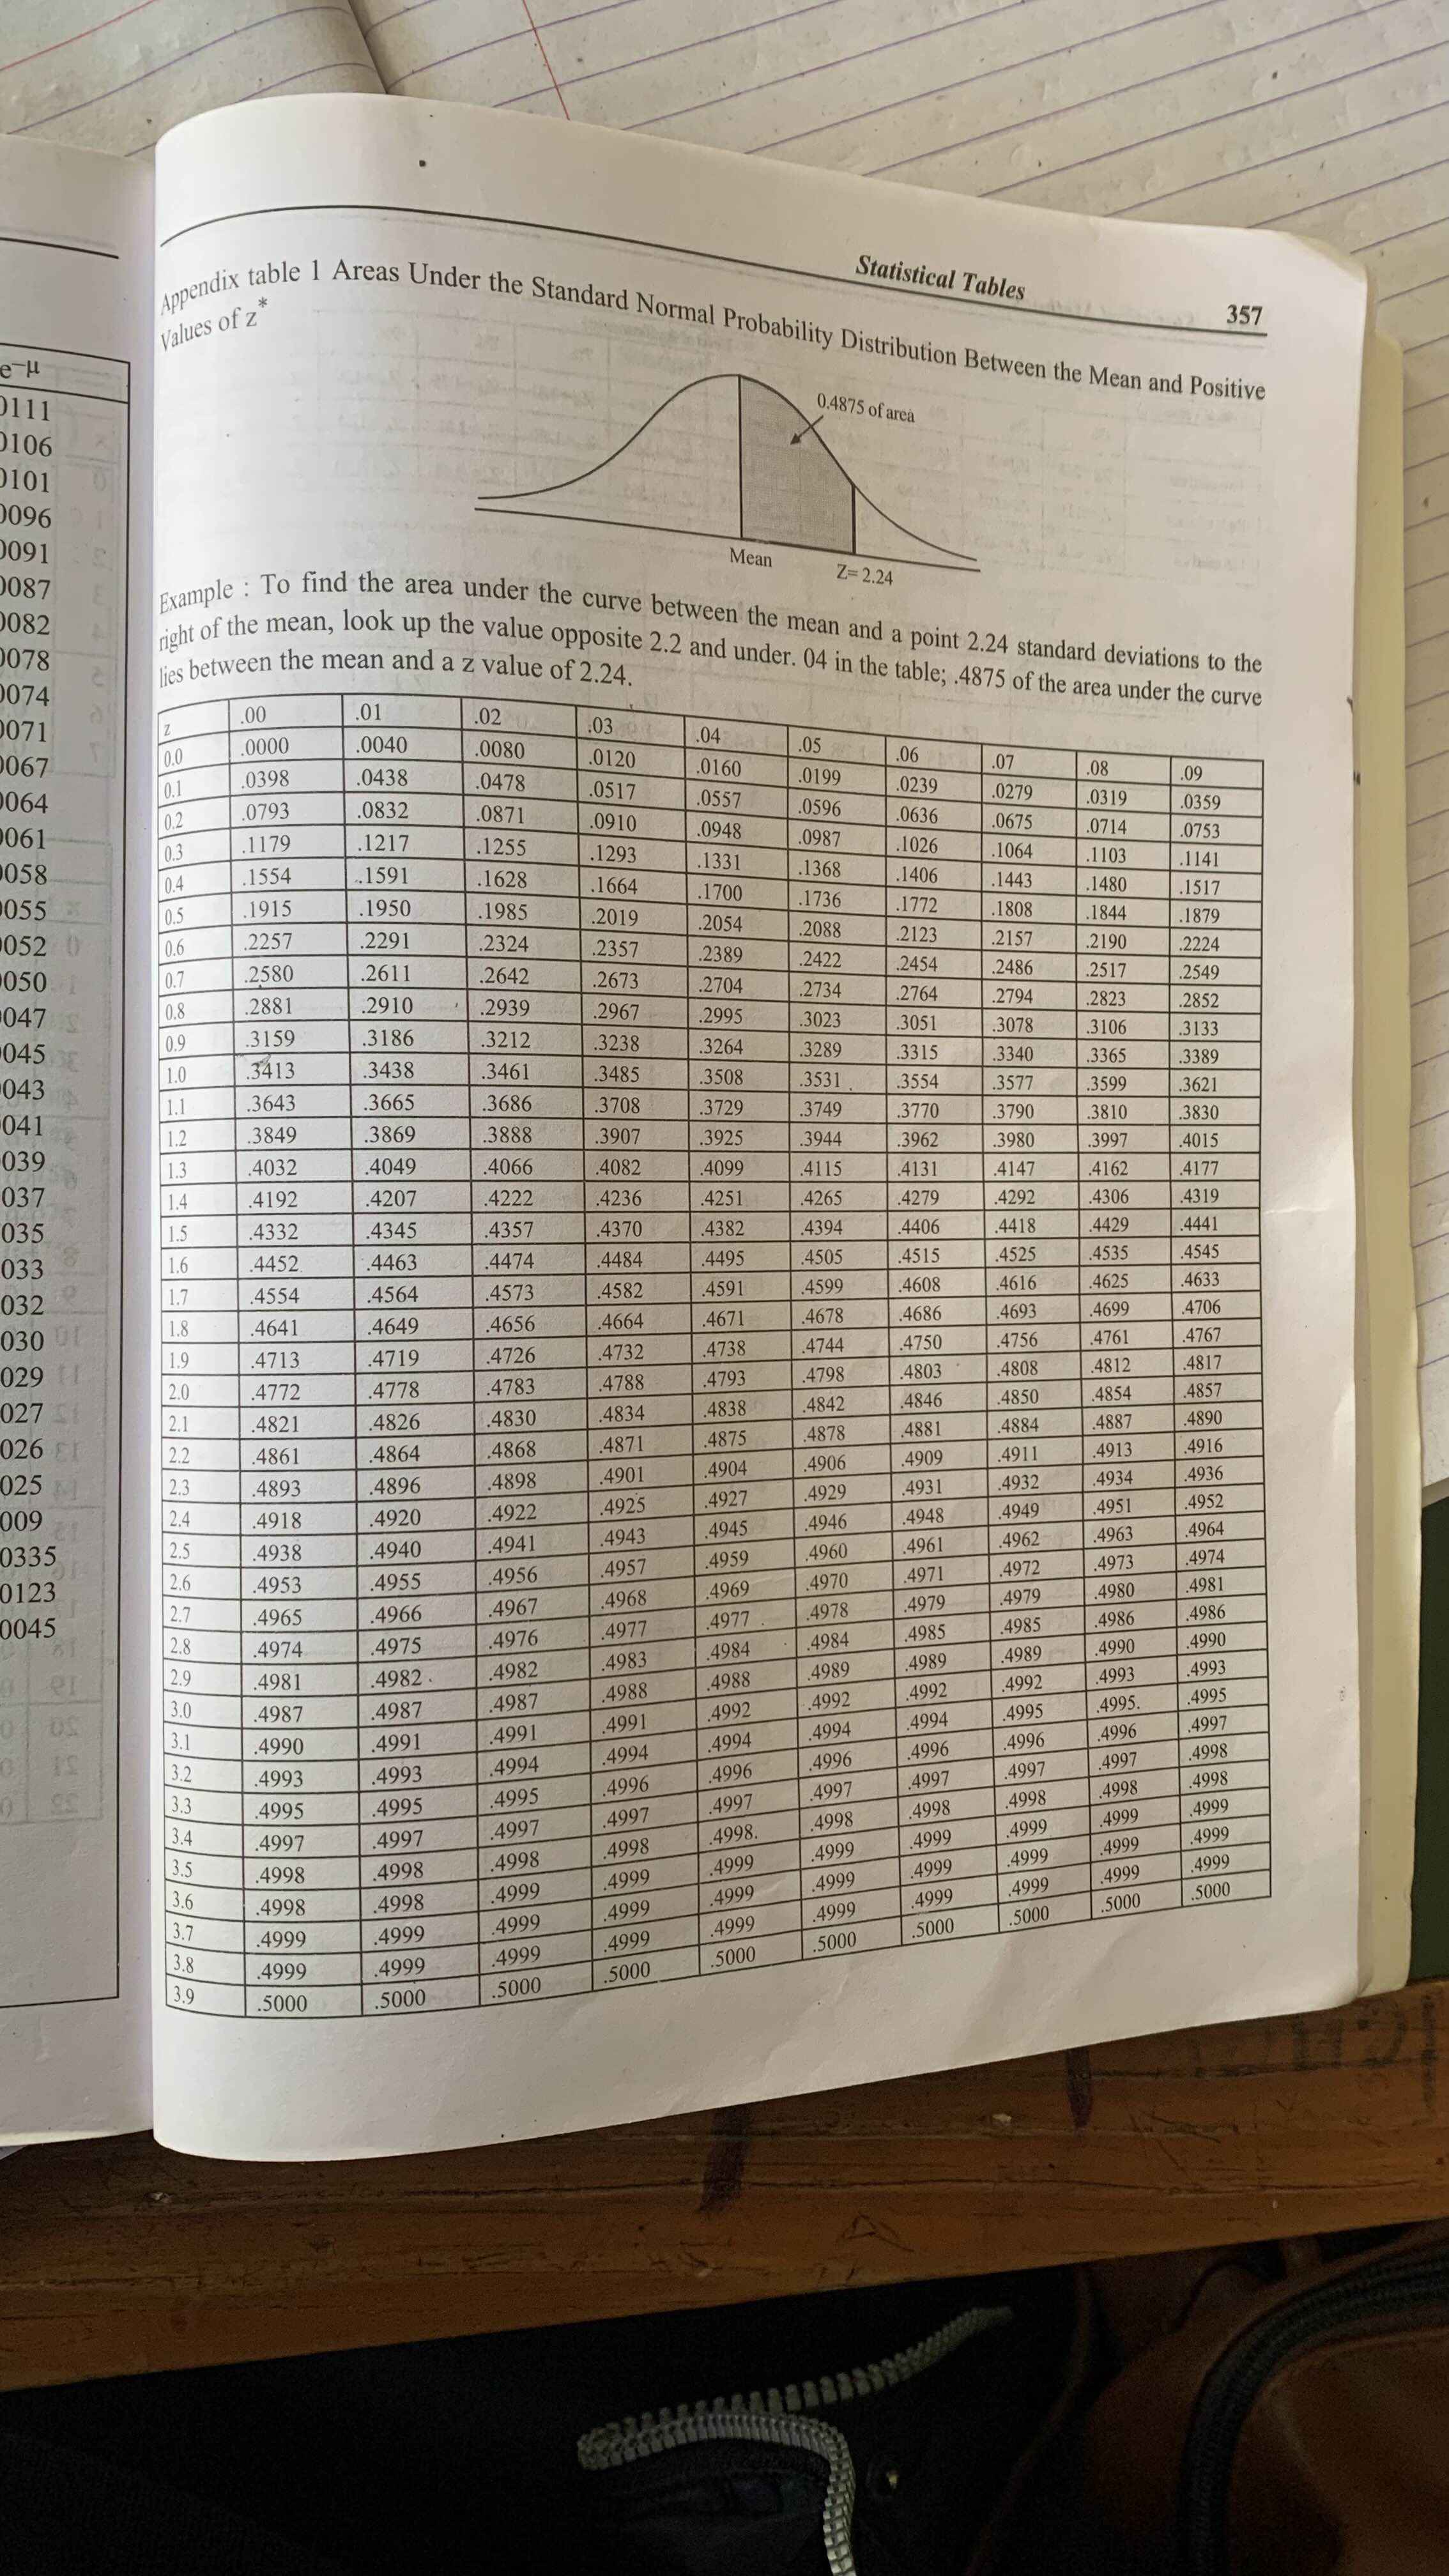 Statistical Tables 357
Appendix table 1 Areas Under the Standard Normal Probability Distribution Between the Mean and Positive
Values of z*
0.4875 of area
Mean Z= 2.24
Example : To find the area under the curve between the mean and a point 2.24 standard deviations to the
right of the mean, look up the value opposite 2.2 and under. 04 in the table; .4875 of the area under the curve
lies between the mean and a z value of 2.24.
z .00 .01 .02 .03 .04 .05 .06 .07 .08 .09
0.0 .0000 .0040 .0080 .0120 .0160 .0199 .0239 .0279 .0319 .0359
0.1 .0398 .0438 .0478 .0517 .0557 .0596 .0636 .0675 .0714 .0753
0.2 .0793 .0832 .0871 .0910 .0948 .0987 .1026 .1064 .1103 .1141
0.3 .1179 .1217 .1255 .1293 .1331 .1368 .1406 .1443 .1480 .1517
0.4 .1554 .1591 .1628 .1664 .1700 .1736 .1772 .1808 .1844 .1879
0.5 .1915 .1950 .1985 .2019 .2054 .2088 .2123 .2157 .2190 .2224
0.6 .2257 .2291 .2324 .2357 .2389 .2422 .2454 .2486 .2517 .2549
0.7 .2580 .2611 .2642 .2673 .2704 .2734 .2764 .2794 .2823 .2852
0.8 .2881 .2910 .2939 .2967 .2995 .3023 .3051 .3078 .3106 .3133
0.9 .3159 .3186 .3212 .3238 .3264 .3289 .3315 .3340 .3365 .3389
1.0 .3413 .3438 .3461 .3485 .3508 .3531 .3554 .3577 .3599 .3621
1.1 .3643 .3665 .3686 .3708 .3729 .3749 .3770 .3790 .3810 .3830
1.2 .3849 .3869 .3888 .3907 .3925 .3944 .3962 .3980 .3997 .4015
1.3 .4032 .4049 .4066 .4082 .4099 .4115 .4131 .4147 .4162 .4177
1.4 .4192 .4207 .4222 .4236 .4251 .4265 .4279 .4292 .4306 .4319
1.5 .4332 .4345 .4357 .4370 .4382 .4394 .4406 .4418 .4429 .4441
1.6 .4452 .4463 .4474 .4484 .4495 .4505 .4515 .4525 .4535 .4545
1.7 .4554 .4564 .4573 .4582 .4591 .4599 .4608 .4616 .4625 .4633
1.8 .4641 .4649 .4656 .4664 .4671 .4678 .4686 .4693 .4699 .4706
1.9 .4713 .4719 .4726 .4732 .4738 .4744 .4750 .4756 .4761 .4767
2.0 .4772 .4778 .4783 .4788 .4793 .4798 .4803 .4808 .4812 .4817
2.1 .4821 .4826 .4830 .4834 .4838 .4842 .4846 .4850 .4854 .4857
2.2 .4861 .4864 .4868 .4871 .4875 .4878 .4881 .4884 .4887 .4890
2.3 .4893 .4896 .4898 .4901 .4904 .4906 .4909 .4911 .4913 .4916
2.4 .4918 .4920 .4922 .4925 .4927 .4929 .4931 .4932 .4934 .4936
2.5 .4938 .4940 .4941 .4943 .4945 .4946 .4948 .4949 .4951 .4952
2.6 .4953 .4955 .4956 .4957 .4959 .4960 .4961 .4962 .4963 .4964
2.7 .4965 .4966 .4967 .4968 .4969 .4970 .4971 .4972 .4973 .4974
2.8 .4974 .4975 .4976 .4977 .4977 .4978 .4979 .4979 .4980 .4981
2.9 .4981 .4982 .4982 .4983 .4984 .4984 .4985 .4985 .4986 .4986
3.0 .4987 .4987 .4987 .4988 .4988 .4989 .4989 .4989 .4990 .4990
3.1 .4990 .4991 .4991 .4991 .4992 .4992 .4992 .4992 .4993 .4993
3.2 .4993 .4993 .4994 .4994 .4994 .4994 .4994 .4995 .4995. .4995
3.3 .4995 .4995 .4995 .4996 .4996 .4996 .4996 .4996 .4996 .4997
3.4 .4997 .4997 .4997 .4997 .4997 .4997 .4997 .4997 .4997 .4998
3.5 .4998 .4998 .4998 .4998 .4998. .4998 .4998 .4998 .4998 .4998
3.6 .4998 .4998 .4999 .4999 .4999 .4999 .4999 .4999 .4999 .4999
3.7 .4999 .4999 .4999 .4999 .4999 .4999 .4999 .4999 .4999 .4999
3.8 .4999 .4999 .4999 .4999 .4999 .4999 .4999 .4999 .4999 .4999
3.9 .5000 .5000 .5000 .5000 .5000 .5000 .5000 .5000 .5000 .5000
e⁻μ
0111
0106
0101
0096
0091
0087
0082
0078
0074
0071
0067
0064
0061
0058
0055
0052
0050
0047
0045
0043
0041
039
037
035
033
032
030
029
027
026
025
009
0335
0123
0045